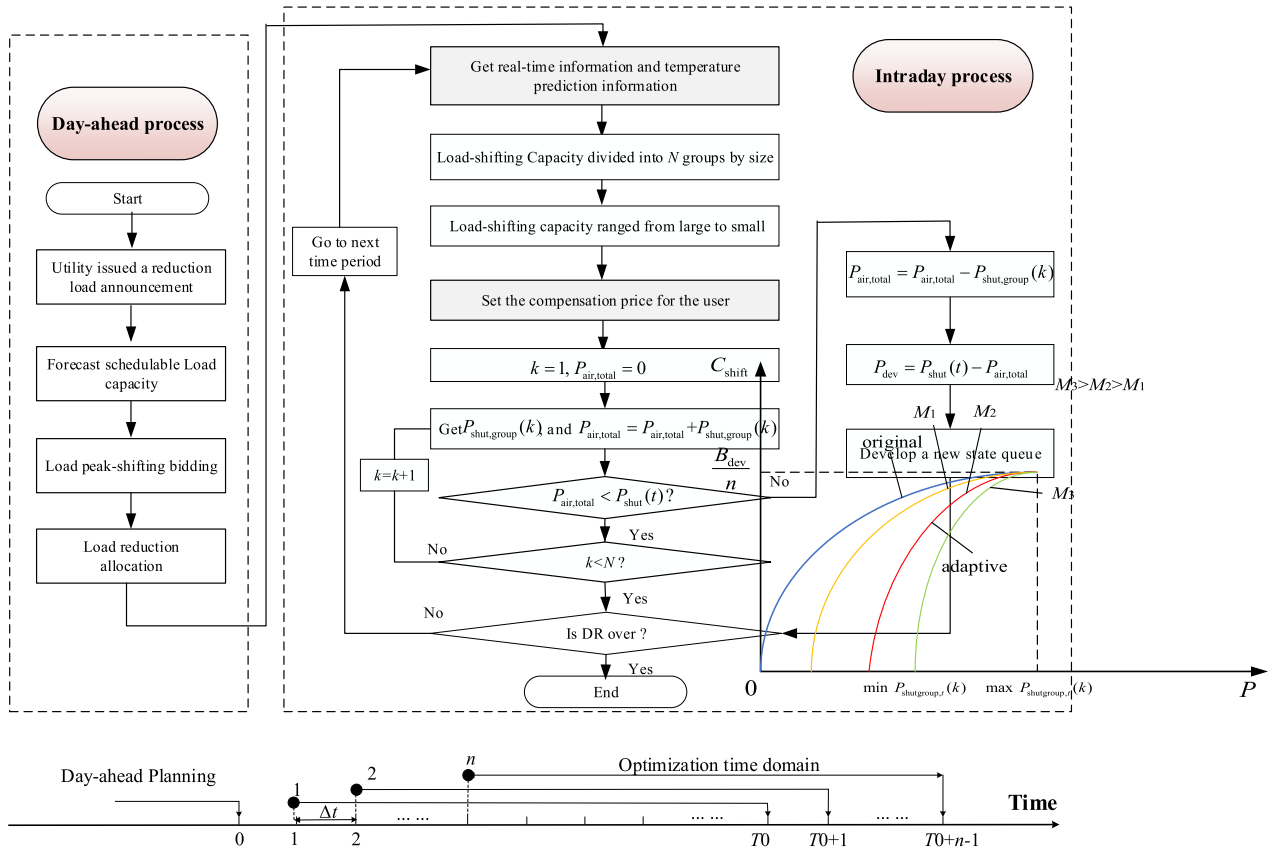 Day-ahead process
Start
Utility issued a reduction
load announcement
Forecast schedulable Load
capacity
Load peak-shifting bidding
Load reduction
allocation
Intraday process
Get real-time information and temperature
prediction information
Load-shifting Capacity divided into N groups by size
Load-shifting capacity ranged from large to small
Go to next
time period
Set the compensation price for the user
k = 1, P_air,total = 0
Get P_shut,group(k), and P_air,total = P_air,total + P_shut,group(k)
k=k+1
P_air,total < P_shut(t) ?
No
Yes
k<N ?
No
Yes
Is DR over ?
No
Yes
End
P_air,total = P_air,total − P_shut,group(k)
P_dev = P_shut(t) − P_air,total
Develop a new state queue
C_shift
M3>M2>M1
M1
M2
original
B_dev
n
M3
adaptive
0
min P_shutgroup,t(k)
max P_shutgroup,t(k)
P
Day-ahead Planning
1
2
n
Optimization time domain
Δt
... ...
... ...
... ...
Time
0
1
2
T0
T0+1
T0+n-1